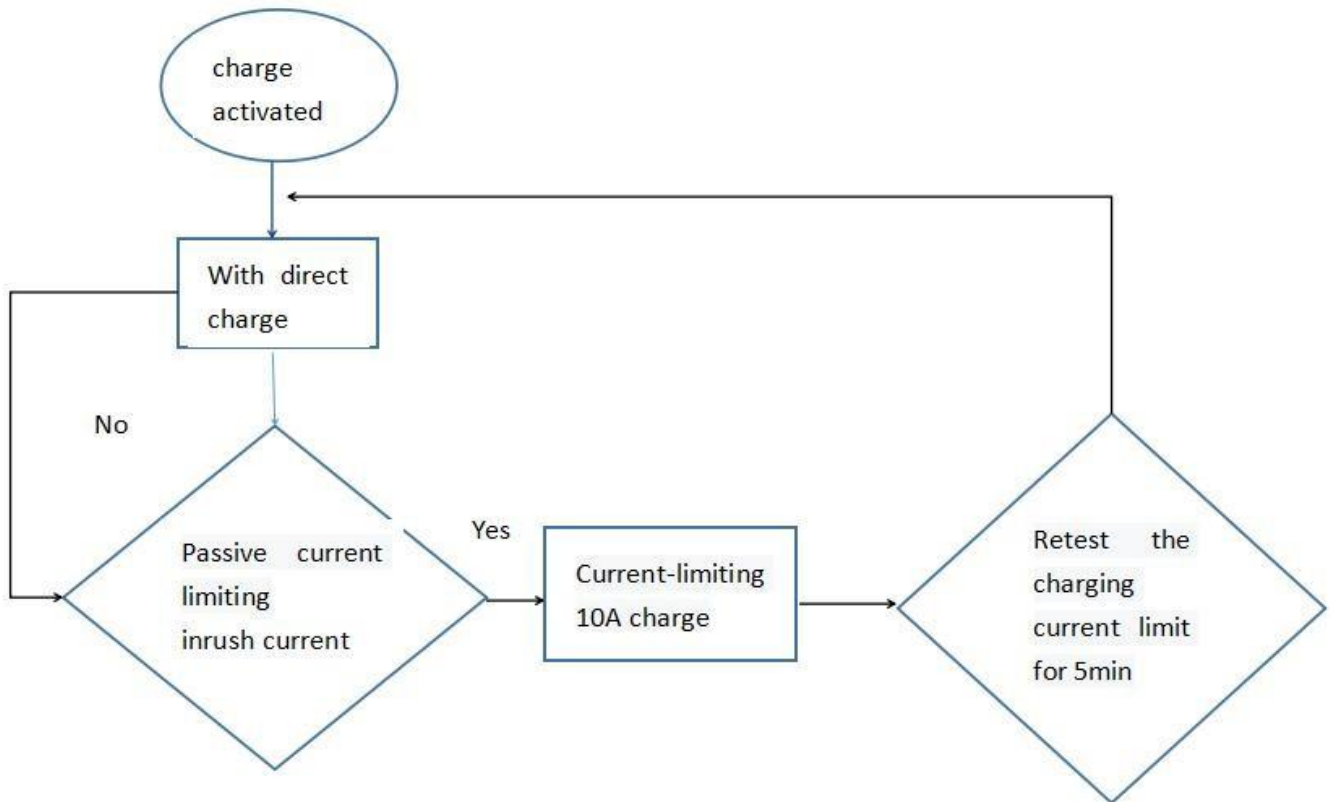 charge
activated
With direct
charge
No
Passive current
limiting
inrush current
Yes
Current-limiting
10A charge
Retest the
charging
current limit
for 5min